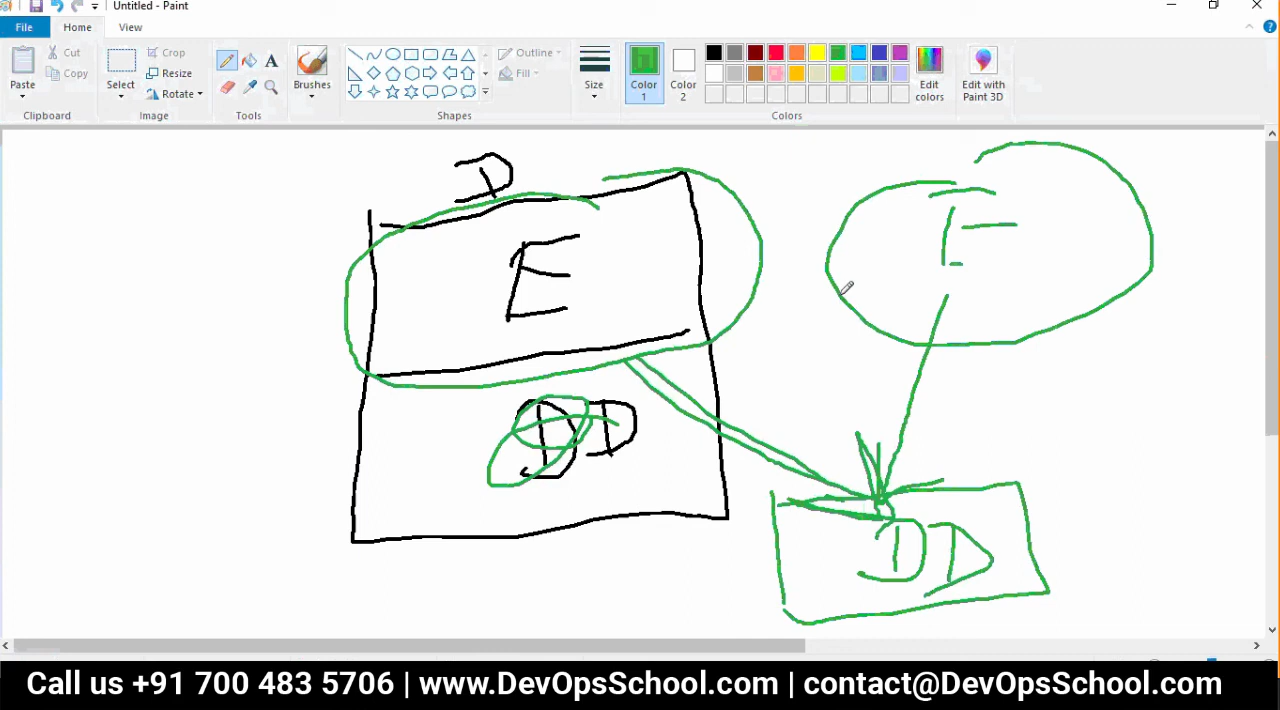 Untitled - Paint
File Home View
Paste
Cut
Copy
Clipboard
Select
Crop
Resize
Rotate
Image
Tools
Brushes
Shapes
Outline
Fill
Size
Color 1
Color 2
Colors
Edit colors
Edit with Paint 3D
D
E
E
DD
DD
Call us +91 700 483 5706 | www.DevOpsSchool.com | contact@DevOpsSchool.com